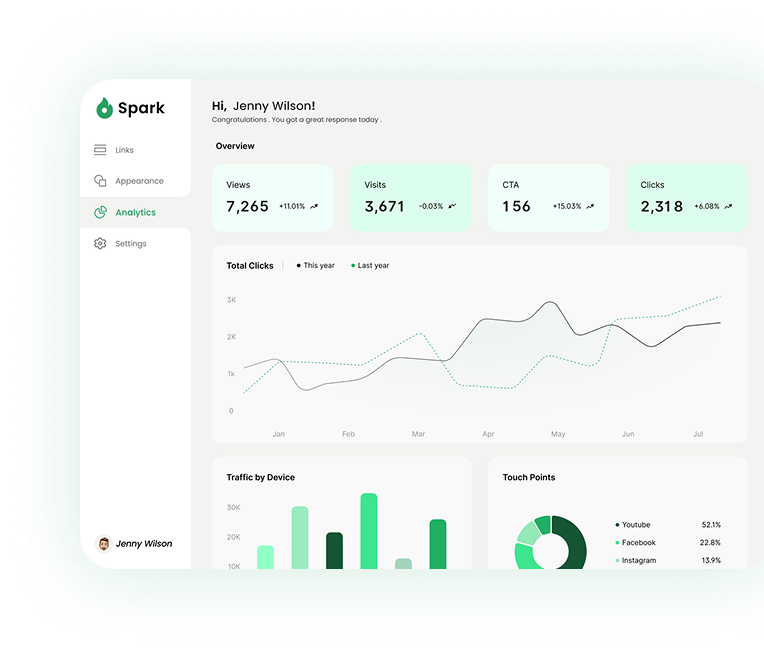 Spark
Links
Appearance
Analytics
Settings
Jenny Wilson
Hi, Jenny Wilson!
Congratulations . You got a great response today .
Overview
Views
7,265 +11.01%
Visits
3,671 -0.03%
CTA
156 +15.03%
Clicks
2,318 +6.08%
Total Clicks This year Last year
3K
2K
1k
0
Jan Feb Mar Apr May Jun Jul
Traffic by Device
30K
20K
10K
Touch Points
Youtube 52.1%
Facebook 22.8%
Instagram 13.9%